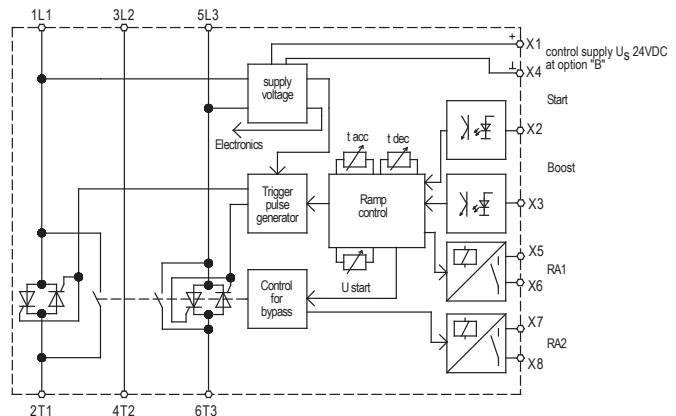 1L1 3L2 5L3
+ X1
control supply US 24VDC
at option "B"
⊥ X4
supply
voltage
Start
X2
Electronics
t acc t dec
Boost
Trigger
pulse
generator
Ramp
control
X3
X5
RA1
X6
U start
Control
for
bypass
X7
RA2
X8
2T1 4T2 6T3